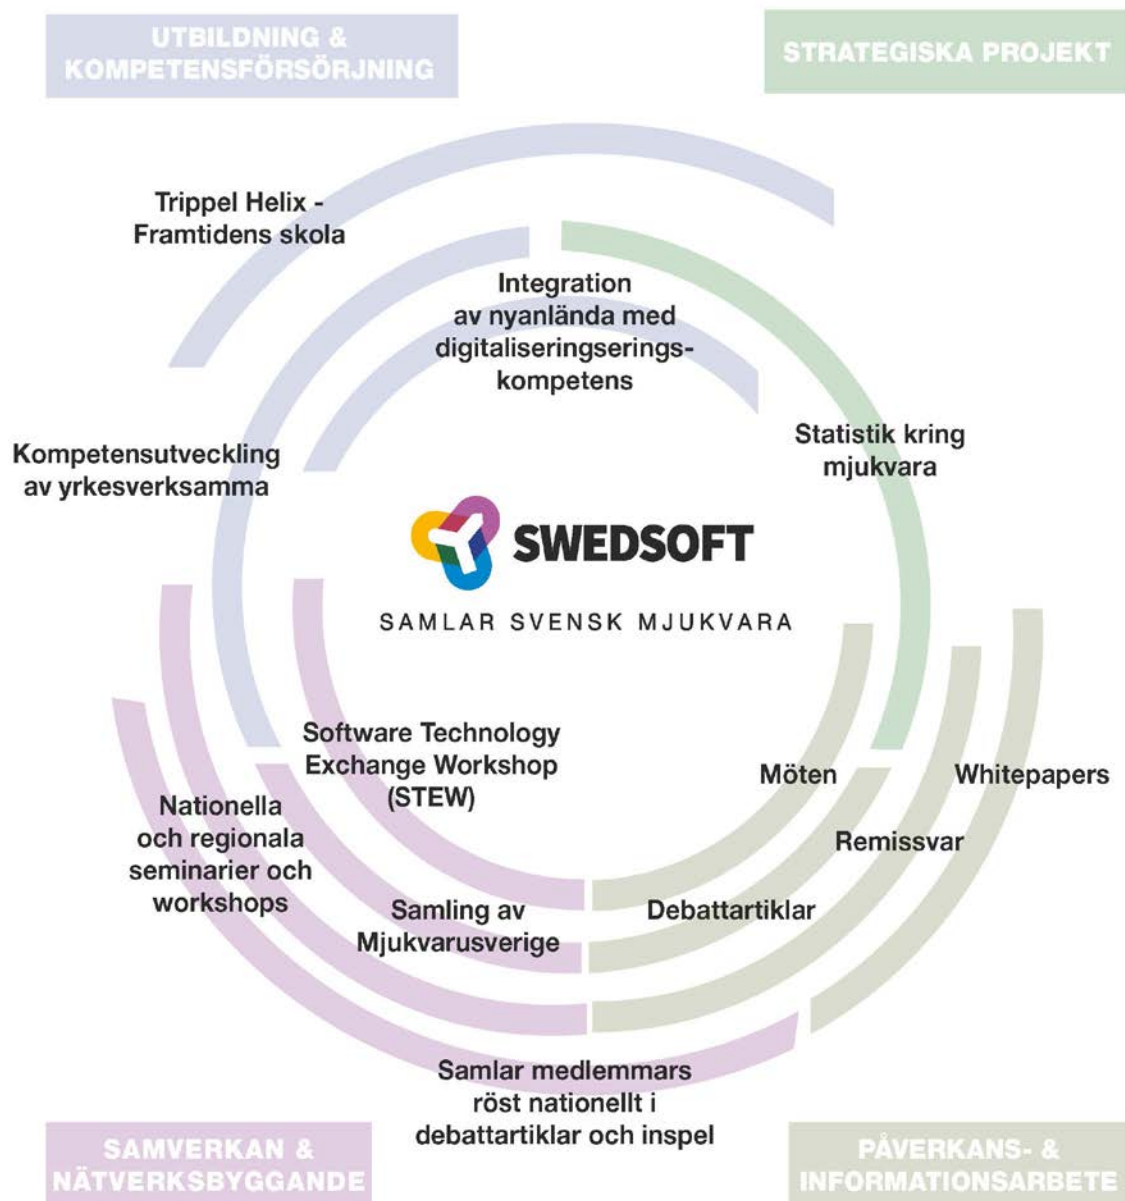 UTBILDNING &
KOMPETENSFÖRSÖRJNING
STRATEGISKA PROJEKT
Trippel Helix -
Framtidens skola
Integration
av nyanlända med
digitaliseringserings-
kompetens
Kompetensutveckling
av yrkesverksamma
Statistik kring
mjukvara
SWEDSOFT
SAMLAR SVENSK MJUKVARA
Software Technology
Exchange Workshop
(STEW)
Möten
Whitepapers
Nationella
och regionala
seminarier och
workshops
Remissvar
Samling av
Mjukvarusverige
Debattartiklar
Samlar medlemmars
röst nationellt i
debattartiklar och inspel
SAMVERKAN &
NÄTVERKSBYGGANDE
PÅVERKANS- &
INFORMATIONSARBETE